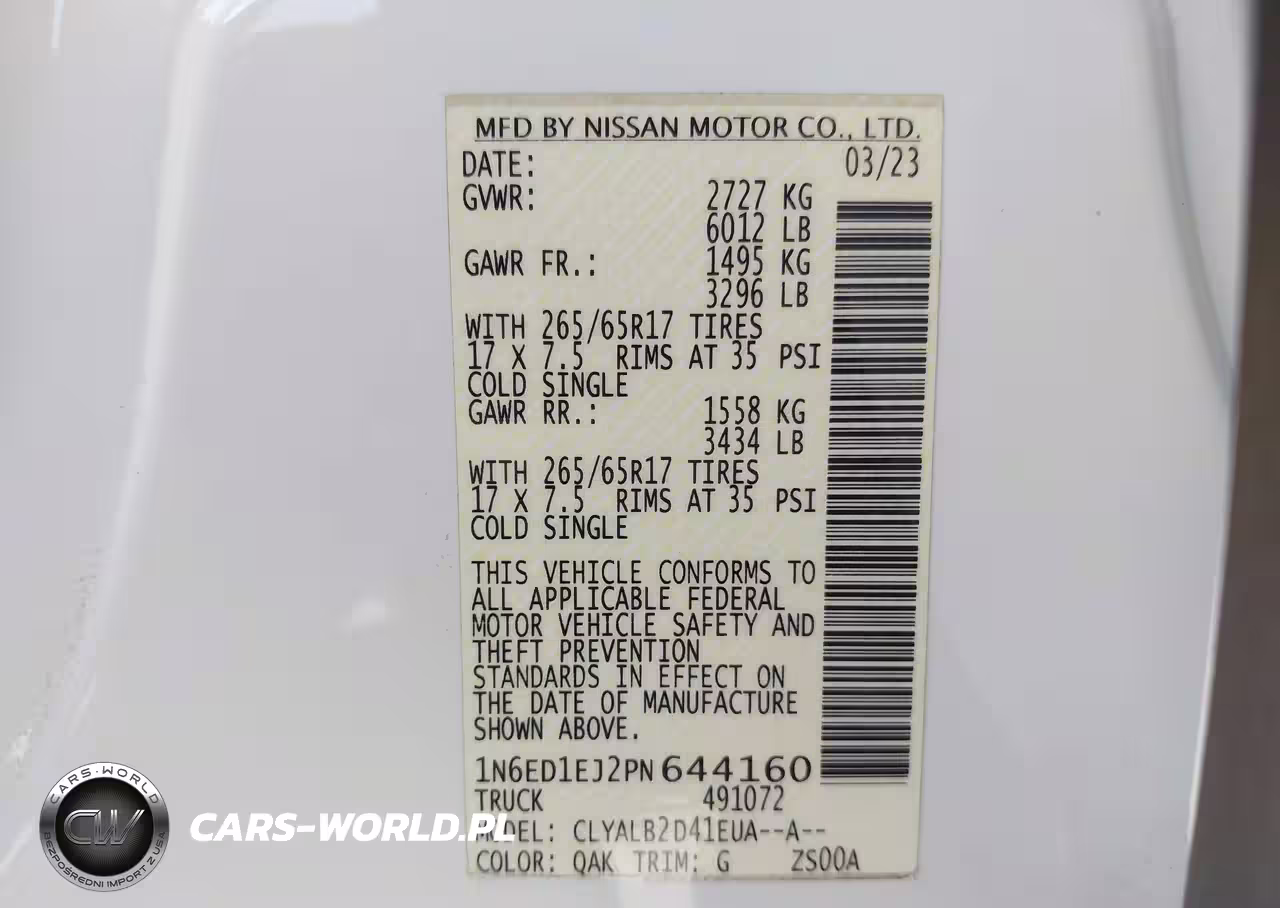 MFD BY NISSAN MOTOR CO., LTD.
DATE: 03/23
GVWR: 2727 KG
6012 LB
GAWR FR.: 1495 KG
3296 LB
WITH 265/65R17 TIRES
17 X 7.5 RIMS AT 35 PSI
COLD SINGLE
GAWR RR.: 1558 KG
3434 LB
WITH 265/65R17 TIRES
17 X 7.5 RIMS AT 35 PSI
COLD SINGLE
THIS VEHICLE CONFORMS TO
ALL APPLICABLE FEDERAL
MOTOR VEHICLE SAFETY AND
THEFT PREVENTION
STANDARDS IN EFFECT ON
THE DATE OF MANUFACTURE
SHOWN ABOVE.
1N6ED1EJ2PN644160
TRUCK 491072
MODEL: CLYALB2D41EUA--A--
COLOR: QAK TRIM: G ZS00A
CARS-WORLD
CW
BEZPOŚREDNI IMPORT Z USA
CARS-WORLD.PL